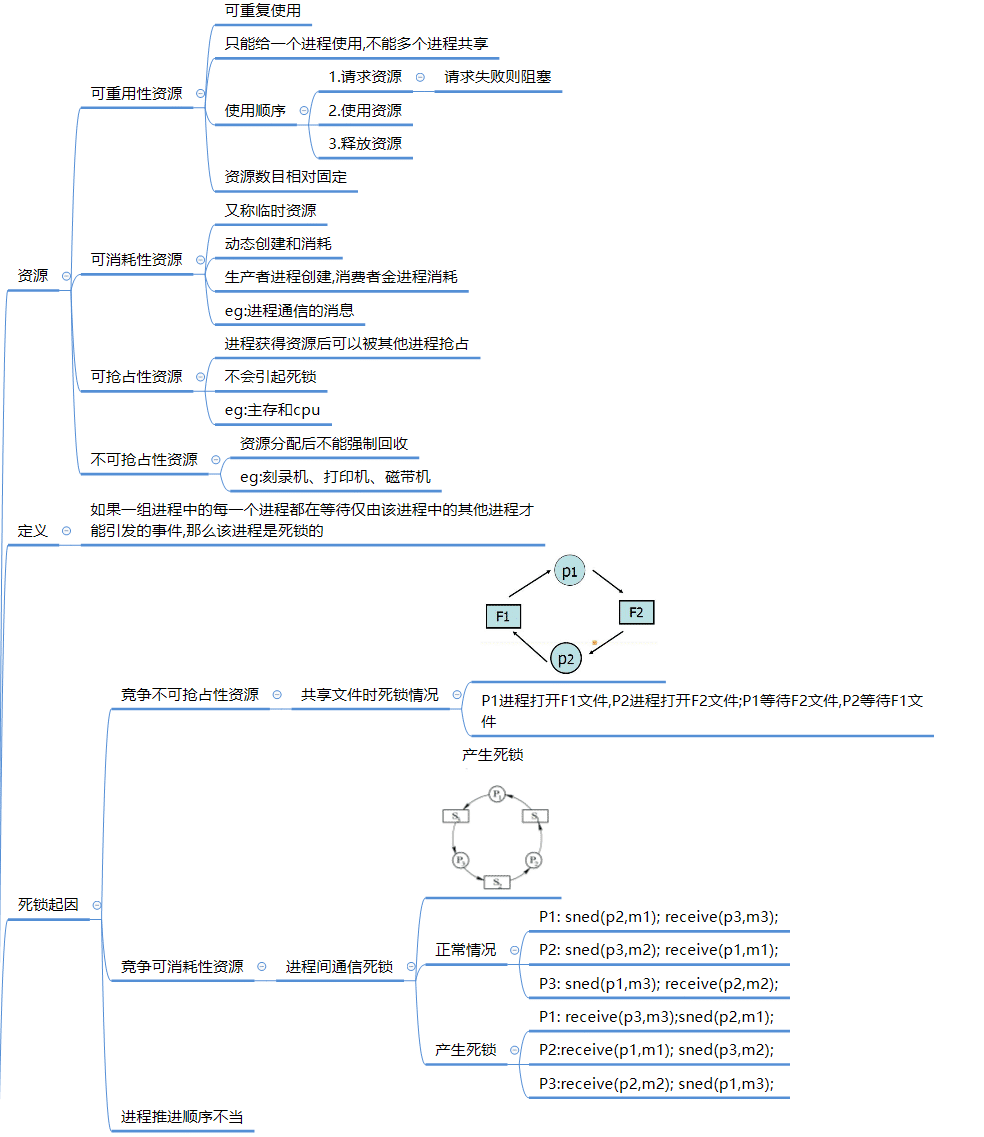 可重复使用
只能给一个进程使用,不能多个进程共享
1.请求资源
请求失败则阻塞
可重用性资源
使用顺序
2.使用资源
3.释放资源
资源数目相对固定
又称临时资源
动态创建和消耗
可消耗性资源
资源
生产者进程创建,消费者金进程消耗
eg:进程通信的消息
进程获得资源后可以被其他进程抢占
可抢占性资源
不会引起死锁
eg:主存和cpu
资源分配后不能强制回收
不可抢占性资源
eg:刻录机、打印机、磁带机
定义
如果一组进程中的每一个进程都在等待仅由该进程中的其他进程才
能引发的事件,那么该进程是死锁的
p1
F1
F2
p2
竞争不可抢占性资源
共享文件时死锁情况
P1进程打开F1文件,P2进程打开F2文件;P1等待F2文件,P2等待F1文
件
产生死锁
P1
P3
P2
S2
死锁起因
P1: sned(p2,m1); receive(p3,m3);
正常情况
P2: sned(p3,m2); receive(p1,m1);
竞争可消耗性资源
进程间通信死锁
P3: sned(p1,m3); receive(p2,m2);
P1: receive(p3,m3);sned(p2,m1);
产生死锁
P2:receive(p1,m1); sned(p3,m2);
P3:receive(p2,m2); sned(p1,m3);
进程推进顺序不当